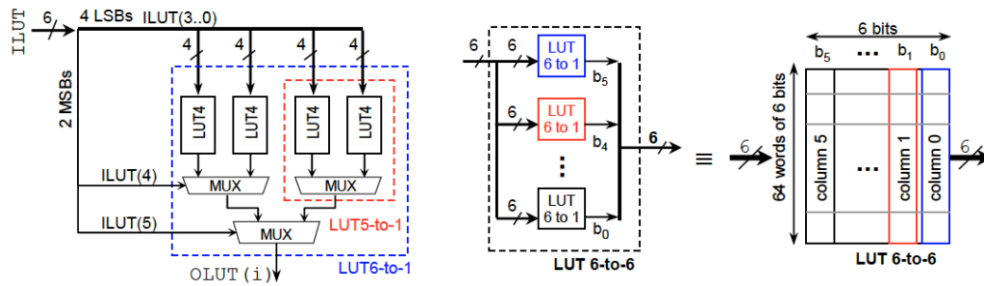 ILUT
6
4 LSBs
ILUT(3..0)
2 MSBs
4
4
4
4
LUT4
LUT4
LUT4
LUT4
ILUT(4)
MUX
MUX
ILUT(5)
MUX
LUT5-to-1
LUT6-to-1
OLUT(i)
6
6
LUT
6 to 1
b5
6
LUT
6 to 1
b4
⋮
6
LUT
6 to 1
b0
6
LUT 6-to-6
≡
6 bits
b5
...
b1
b0
64 words of 6 bits
6
column 5
...
column 1
column 0
6
LUT 6-to-6